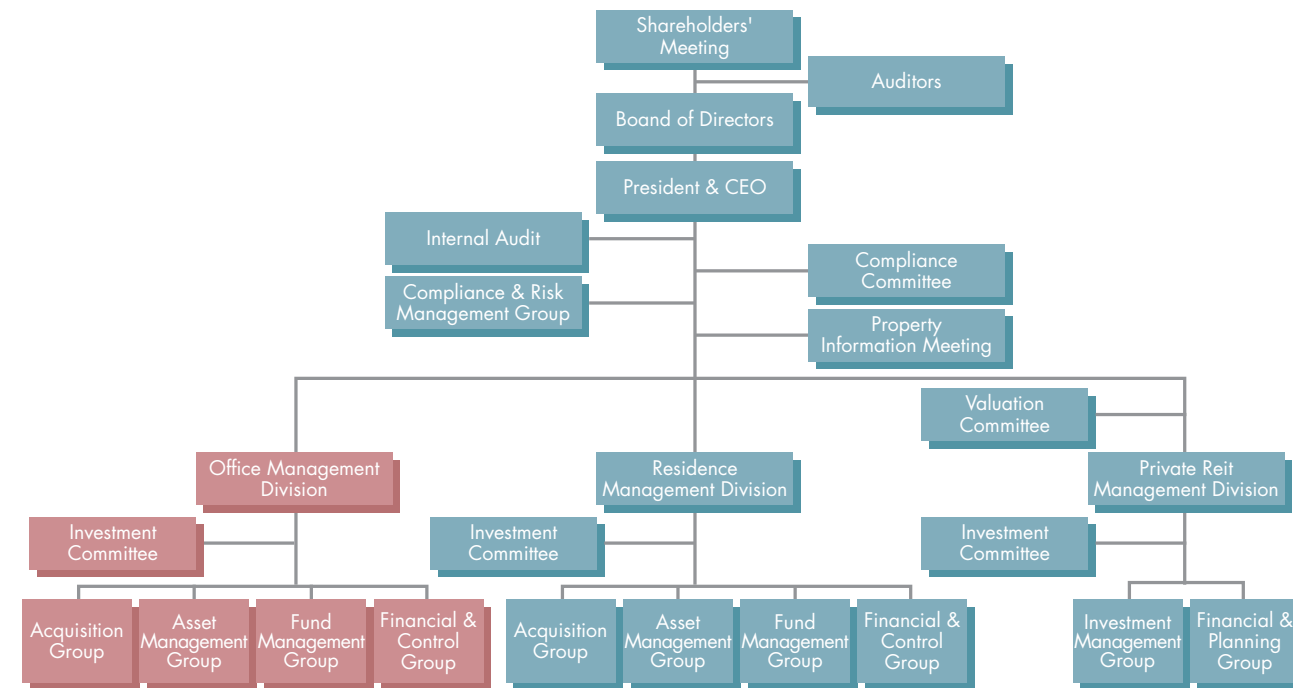 Shareholders'
Meeting
Auditors
Boand of Directors
President & CEO
Internal Audit
Compliance
Committee
Compliance & Risk
Management Group
Property
Information Meeting
Valuation
Committee
Office Management
Division
Residence
Management Division
Private Reit
Management Division
Investment
Committee
Investment
Committee
Investment
Committee
Acquisition
Group
Asset
Management
Group
Fund
Management
Group
Financial &
Control
Group
Acquisition
Group
Asset
Management
Group
Fund
Management
Group
Financial &
Control
Group
Investment
Management
Group
Financial &
Planning
Group